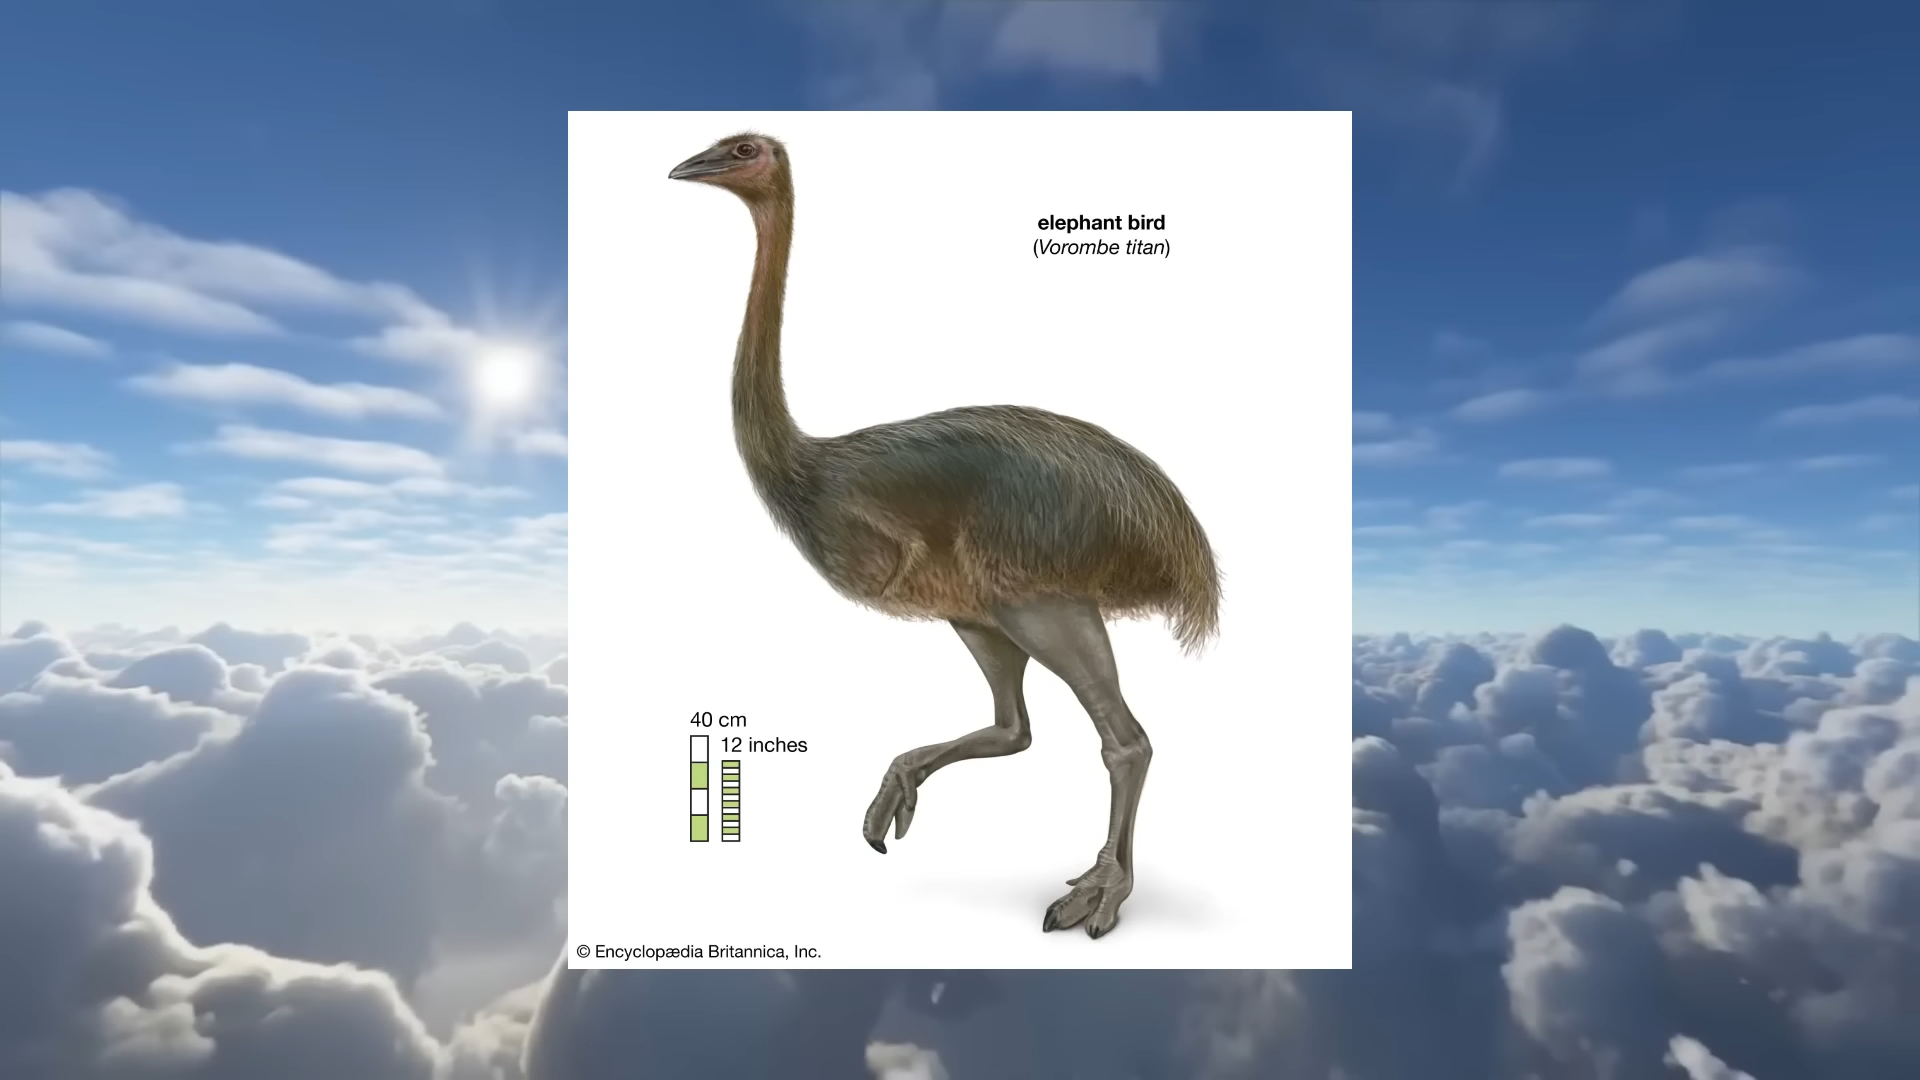 elephant bird
(Vorombe titan)
40 cm
12 inches
© Encyclopædia Britannica, Inc.